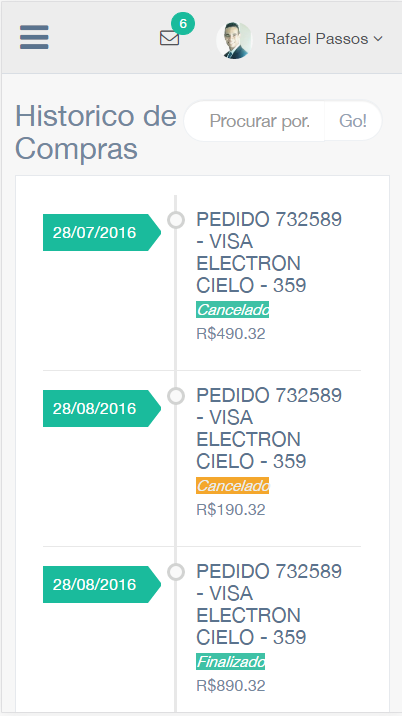 6
Rafael Passos
Historico de
Compras
Procurar por.
Go!
28/07/2016
PEDIDO 732589
- VISA
ELECTRON
CIELO - 359
Cancelado
R$490.32
28/08/2016
PEDIDO 732589
- VISA
ELECTRON
CIELO - 359
Cancelado
R$190.32
28/08/2016
PEDIDO 732589
- VISA
ELECTRON
CIELO - 359
Finalizado
R$890.32